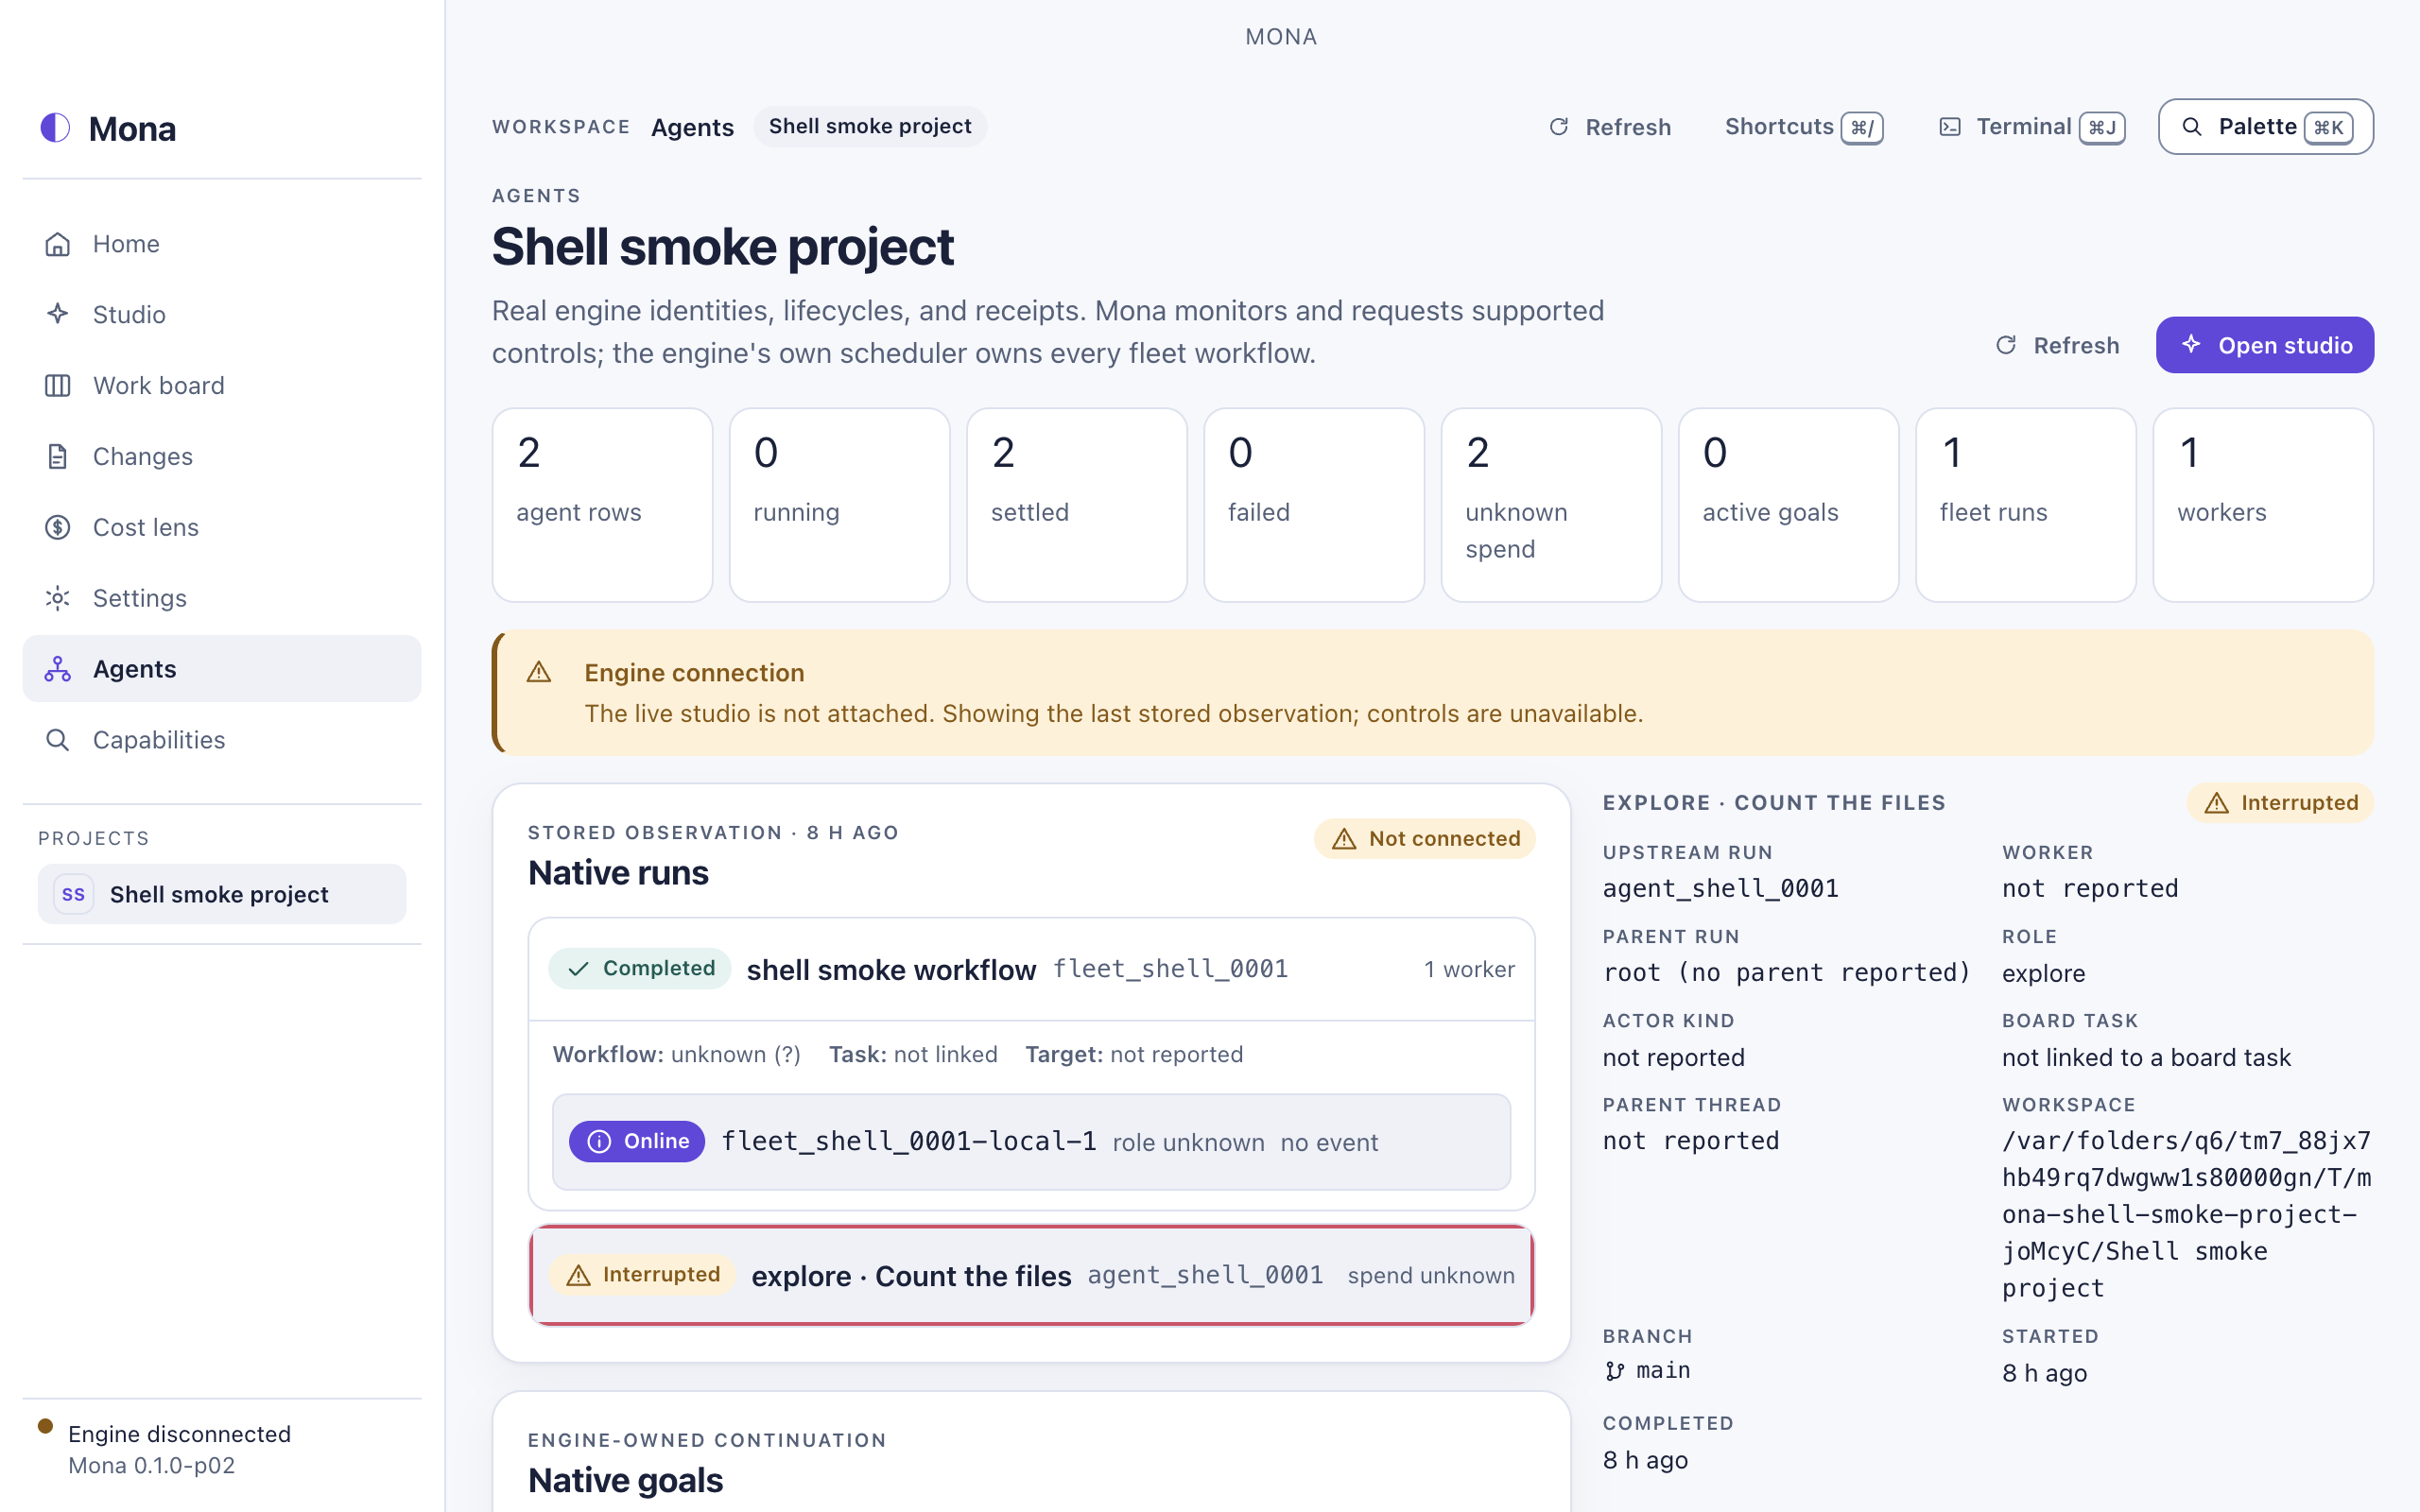 MONA
Mona
Home
Studio
Work board
Changes
Cost lens
Settings
Agents
Capabilities
PROJECTS
SS Shell smoke project
Engine disconnected
Mona 0.1.0-p02
WORKSPACE Agents Shell smoke project Refresh Shortcuts ⌘/ Terminal ⌘J Palette ⌘K
AGENTS
Shell smoke project
Real engine identities, lifecycles, and receipts. Mona monitors and requests supported
controls; the engine's own scheduler owns every fleet workflow.
Refresh Open studio
2
agent rows
0
running
2
settled
0
failed
2
unknown
spend
0
active goals
1
fleet runs
1
workers
Engine connection
The live studio is not attached. Showing the last stored observation; controls are unavailable.
STORED OBSERVATION · 8 H AGO
Native runs
Not connected
Completed shell smoke workflow fleet_shell_0001 1 worker
Workflow: unknown (?) Task: not linked Target: not reported
Online fleet_shell_0001-local-1 role unknown no event
Interrupted explore · Count the files agent_shell_0001 spend unknown
ENGINE-OWNED CONTINUATION
Native goals
EXPLORE · COUNT THE FILES Interrupted
UPSTREAM RUN
agent_shell_0001
WORKER
not reported
PARENT RUN
root (no parent reported)
ROLE
explore
ACTOR KIND
not reported
BOARD TASK
not linked to a board task
PARENT THREAD
not reported
WORKSPACE
/var/folders/q6/tm7_88jx7
hb49rq7dwgww1s80000gn/T/m
ona-shell-smoke-project-
joMcyC/Shell smoke
project
BRANCH
main
STARTED
8 h ago
COMPLETED
8 h ago